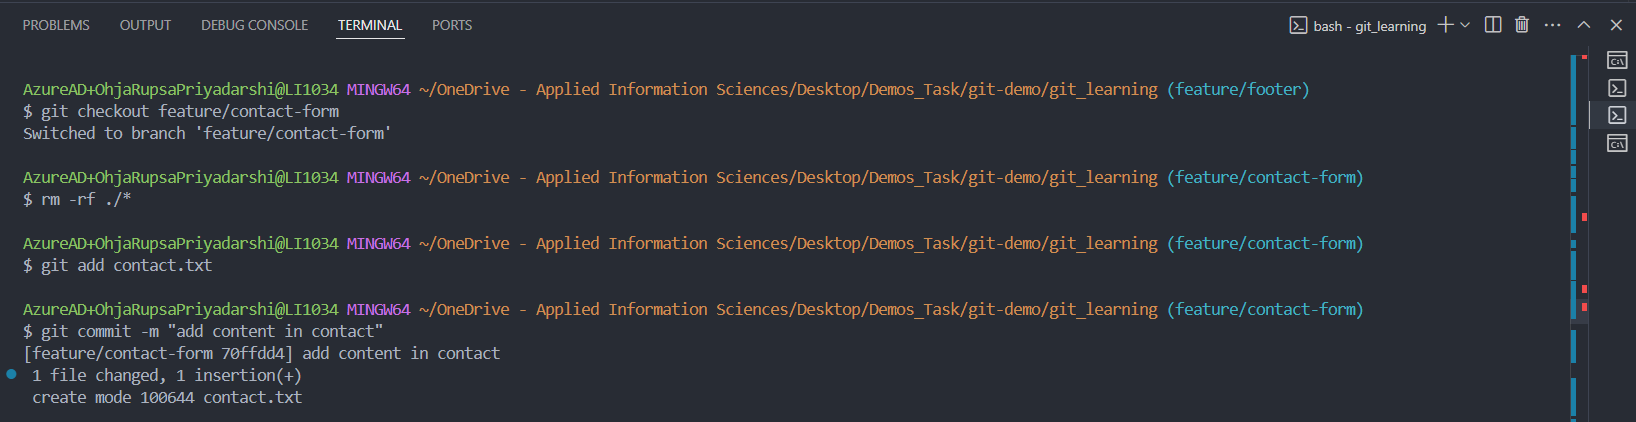 PROBLEMS OUTPUT DEBUG CONSOLE TERMINAL PORTS bash - git_learning
AzureAD+OhjaRupsaPriyadarshi@LI1034 MINGW64 ~/OneDrive - Applied Information Sciences/Desktop/Demos_Task/git-demo/git_learning (feature/footer)
$ git checkout feature/contact-form
Switched to branch 'feature/contact-form'
AzureAD+OhjaRupsaPriyadarshi@LI1034 MINGW64 ~/OneDrive - Applied Information Sciences/Desktop/Demos_Task/git-demo/git_learning (feature/contact-form)
$ rm -rf ./*
AzureAD+OhjaRupsaPriyadarshi@LI1034 MINGW64 ~/OneDrive - Applied Information Sciences/Desktop/Demos_Task/git-demo/git_learning (feature/contact-form)
$ git add contact.txt
AzureAD+OhjaRupsaPriyadarshi@LI1034 MINGW64 ~/OneDrive - Applied Information Sciences/Desktop/Demos_Task/git-demo/git_learning (feature/contact-form)
$ git commit -m "add content in contact"
[feature/contact-form 70ffdd4] add content in contact
1 file changed, 1 insertion(+)
create mode 100644 contact.txt